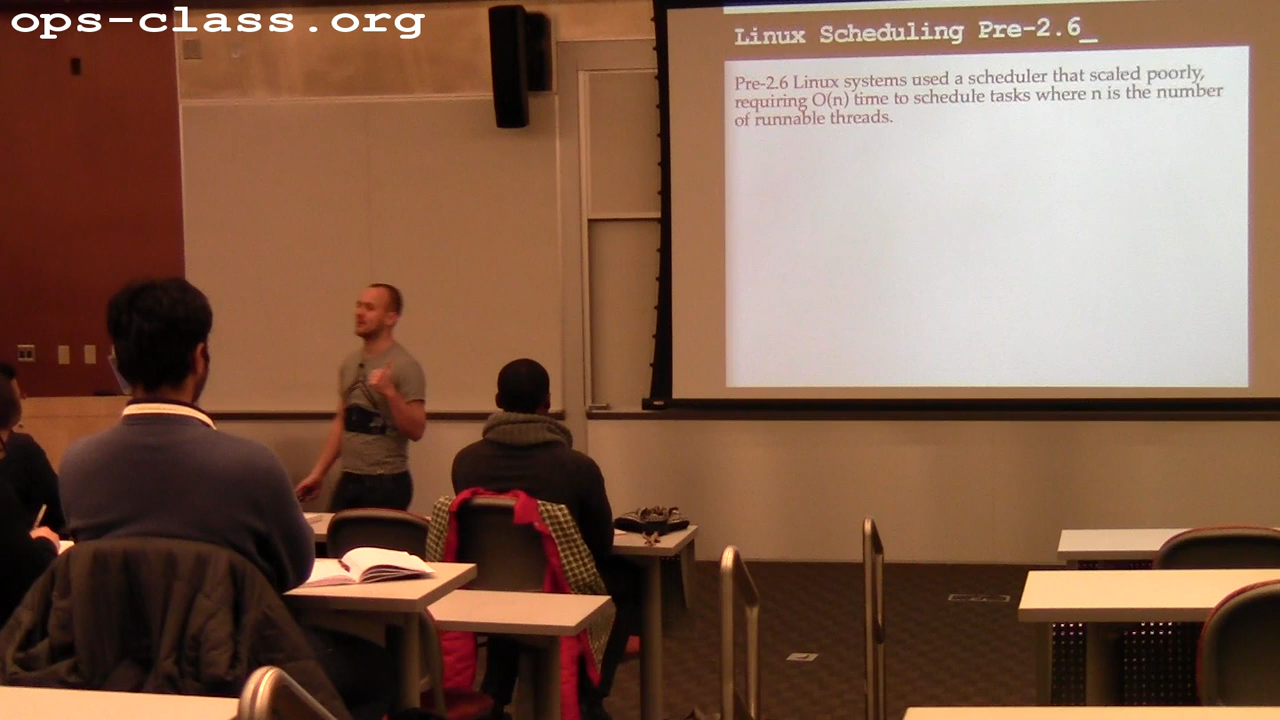 ops-class.org
Linux Scheduling Pre-2.6_
Pre-2.6 Linux systems used a scheduler that scaled poorly,
requiring O(n) time to schedule tasks where n is the number
of runnable threads.